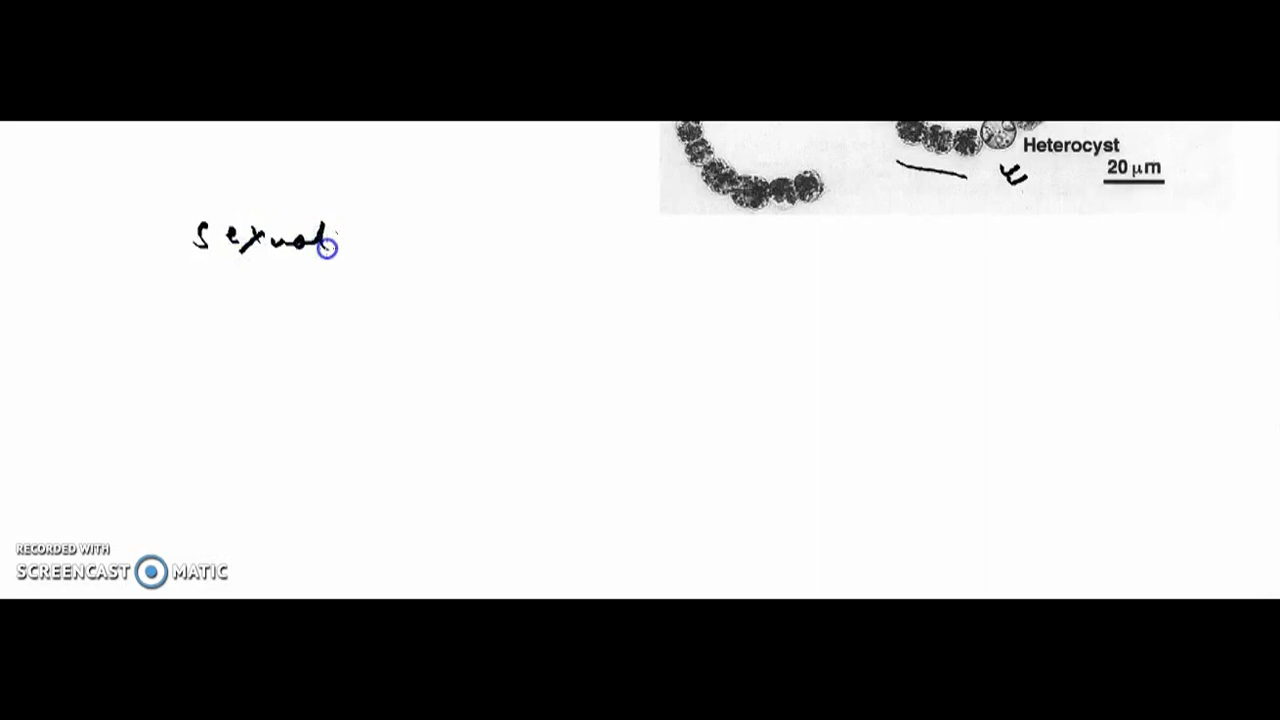 Heterocyst
20 μm
sexual
RECORDED WITH
SCREENCAST MATIC